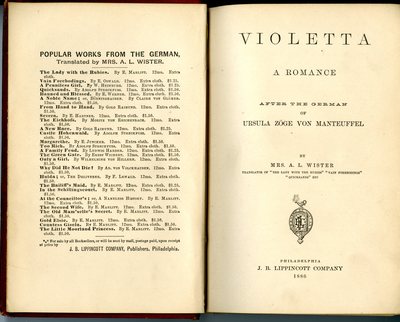 POPULAR WORKS FROM THE GERMAN,
Translated by MRS. A. L. WISTER.
The Lady with the Rubies. By E. MARLITT. 12mo. Extra
cloth.
Vain Forebodings. By E. OSWALD. 12mo. Extra cloth. $1.25.
A Penniless Girl. By W. HEIMBURG. 12mo. Extra cloth. $1.25.
Quicksands. By ADOLPH STRECKFUSS. 12mo. Extra cloth. $1.50.
Banned and Blessed. By E. WERNER. 12mo. Extra cloth. $1.50.
A Noble Name; or, DÖNNINGHAUSEN. By CLAIRE VON GLÜMER.
12mo. Extra cloth. $1.50.
From Hand to Hand. By GOLO RAIMUND. 12mo. Extra cloth.
$1.50.
Severa. By E. HARTNER. 12mo. Extra cloth. $1.50.
The Eichhofs. By MORITZ VON REICHENBACH. 12mo. Extra cloth.
$1.50.
A New Race. By GOLO RAIMUND. 12mo. Extra cloth. $1.25.
Castle Hohenwald. By ADOLPH STRECKFUSS. 12mo. Extra cloth.
$1.50.
Margarethe. By E. JUNCKER. 12mo. Extra cloth. $1.50.
Too Rich. By ADOLPH STRECKFUSS. 12mo. Extra cloth. $1.50.
A Family Feud. By LUDWIG HARDER. 12mo. Extra cloth. $1.25.
The Green Gate. By ERNST WICHERT. 12mo. Extra cloth. $1.50.
Only a Girl. By WILHELMINE VON HILLERN. 12mo. Extra cloth.
$1.50.
Why Did He Not Die? By AD. VON VOLCKHAUSEN. 12mo. Extra cloth.
$1.50.
Hulda; or, THE DELIVERER. By F. LEWALD. 12mo. Extra cloth.
$1.50.
The Bailiff's Maid. By E. MARLITT. 12mo. Extra cloth. $1.25.
In the Schillingscourt. By E. MARLITT. 12mo. Extra cloth.
$1.50.
At the Councillor's; or, A NAMELESS HISTORY. By E. MARLITT.
12mo. Extra cloth. $1.50.
The Second Wife. By E. MARLITT. 12mo. Extra cloth. $1.50.
The Old Mam'selle's Secret. By E. MARLITT. 12mo. Extra cloth.
$1.50.
Gold Elsie. By E. MARLITT. 12mo. Extra cloth. $1.50.
Countess Gisela. By E. MARLITT. 12mo. Extra cloth. $1.50.
The Little Moorland Princess. By E. MARLITT. 12mo. Extra cloth.
$1.50.
*** For sale by all Booksellers, or will be sent by mail, postage paid, upon receipt
of price by
J. B. LIPPINCOTT COMPANY, Publishers, Philadelphia.
VIOLETTA
A ROMANCE
AFTER THE GERMAN
OF
URSULA ZÖGE VON MANTEUFFEL
BY
MRS. A. L. WISTER
TRANSLATOR OF "THE LADY WITH THE RUBIES" "VAIN FOREBODINGS"
"QUICKSANDS" ETC
PHILADELPHIA
J. B. LIPPINCOTT COMPANY
1886